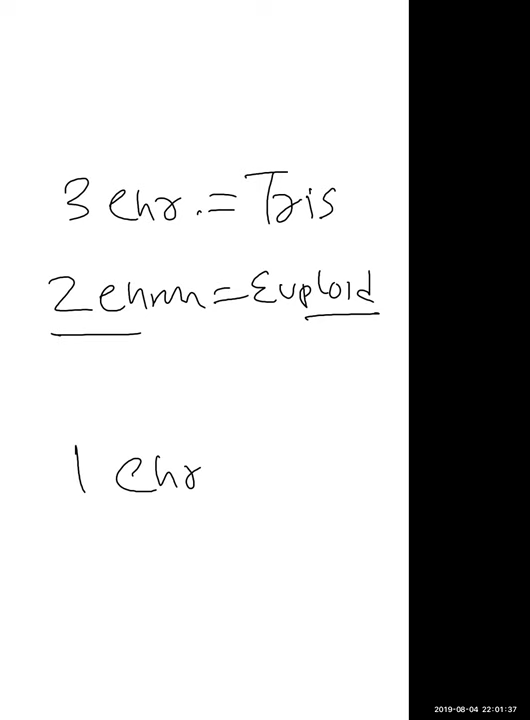 3 chr. = Tris
2 chrm = Euploid
1 chr
2019-08-04 22:01:37